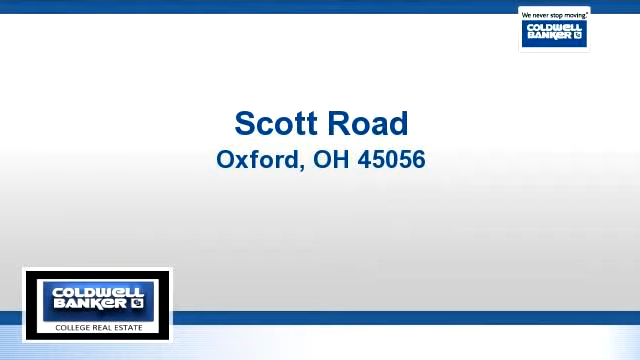 We never stop moving.®
COLDWELL
BANKER
Scott Road
Oxford, OH 45056
COLDWELL
BANKER
COLLEGE REAL ESTATE